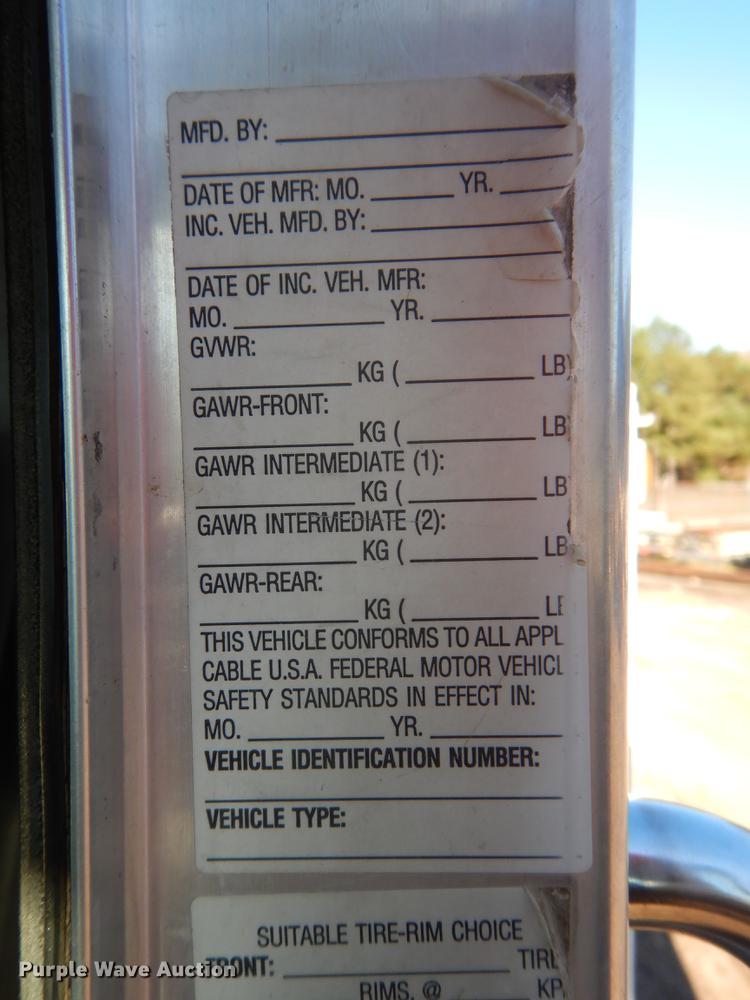 MFD. BY:
DATE OF MFR: MO. YR.
INC. VEH. MFD. BY:
DATE OF INC. VEH. MFR:
MO. YR.
GVWR:
KG ( LB)
GAWR-FRONT:
KG ( LB)
GAWR INTERMEDIATE (1):
KG ( LB
GAWR INTERMEDIATE (2):
KG ( LB
GAWR-REAR:
KG ( LB
THIS VEHICLE CONFORMS TO ALL APPL
CABLE U.S.A. FEDERAL MOTOR VEHICL
SAFETY STANDARDS IN EFFECT IN:
MO. YR.
VEHICLE IDENTIFICATION NUMBER:
VEHICLE TYPE:
SUITABLE TIRE-RIM CHOICE
FRONT: TIRE
RIMS, @ KP
Purple Wave Auction